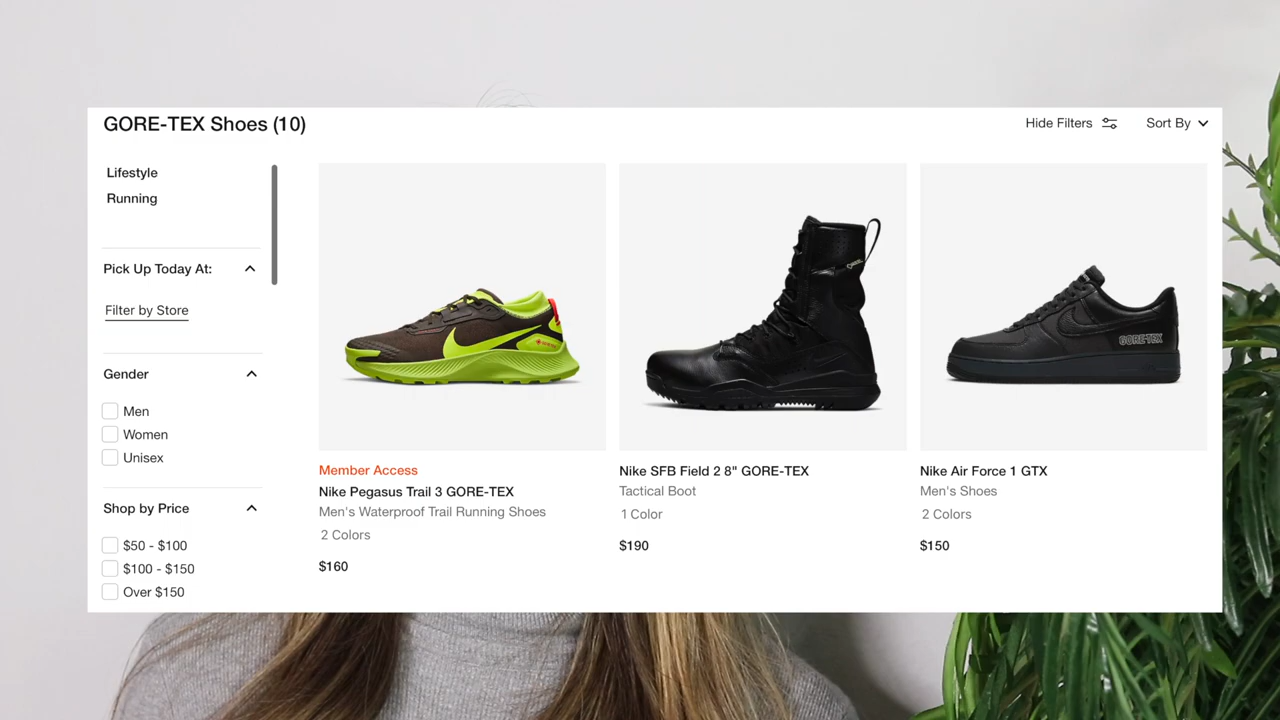 GORE-TEX Shoes (10)
Hide Filters
Sort By
Lifestyle
Running
Pick Up Today At:
Filter by Store
Gender
Men
Women
Unisex
Shop by Price
$50 - $100
$100 - $150
Over $150
Member Access
Nike Pegasus Trail 3 GORE-TEX
Men's Waterproof Trail Running Shoes
2 Colors
$160
Nike SFB Field 2 8" GORE-TEX
Tactical Boot
1 Color
$190
GORE-TEX
Nike Air Force 1 GTX
Men's Shoes
2 Colors
$150